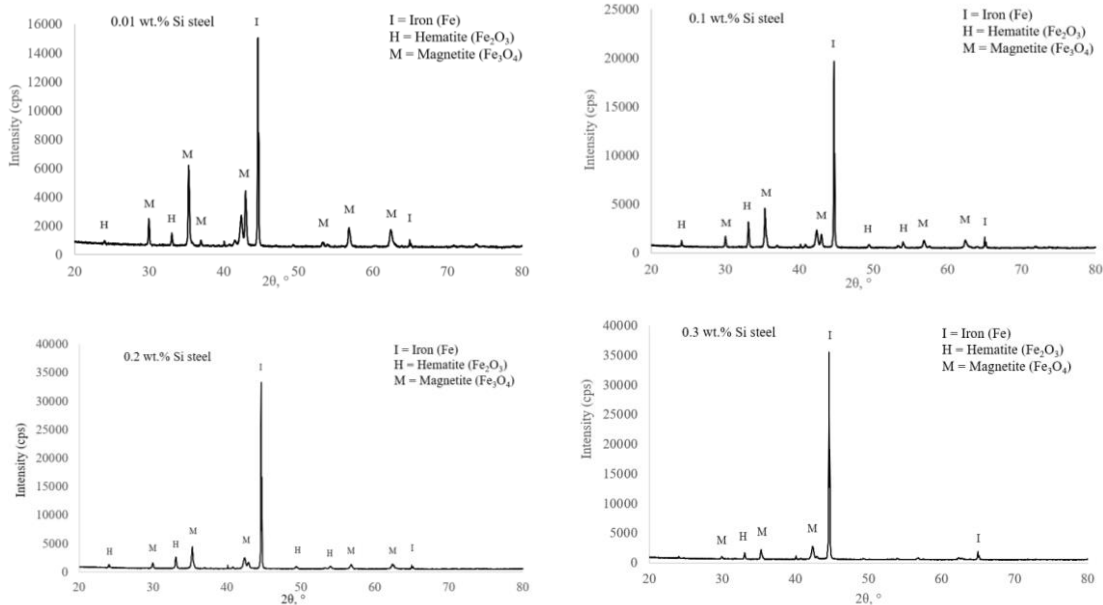 0.01 wt.% Si steel
I = Iron (Fe)
H = Hematite (Fe₂O₃)
M = Magnetite (Fe₃O₄)
Intensity (cps)
16000
14000
12000
10000
8000
6000
4000
2000
0
H
M
H
M
M
M
I
M
M
M
I
20 30 40 50 60 70 80
2θ, °
0.1 wt.% Si steel
I = Iron (Fe)
H = Hematite (Fe₂O₃)
M = Magnetite (Fe₃O₄)
Intensity (cps)
25000
20000
15000
10000
5000
0
H
M
H
M
M
I
H
H
M
M
I
20 30 40 50 60 70 80
2θ, °
0.2 wt.% Si steel
I = Iron (Fe)
H = Hematite (Fe₂O₃)
M = Magnetite (Fe₃O₄)
Intensity (cps)
40000
35000
30000
25000
20000
15000
10000
5000
0
H
M
H
M
M
I
H
H
M
M
I
20 30 40 50 60 70 80
2θ, °
0.3 wt.% Si steel
I = Iron (Fe)
H = Hematite (Fe₂O₃)
M = Magnetite (Fe₃O₄)
Intensity (cps)
40000
35000
30000
25000
20000
15000
10000
5000
0
M
H
M
M
I
I
20 30 40 50 60 70 80
2θ, °